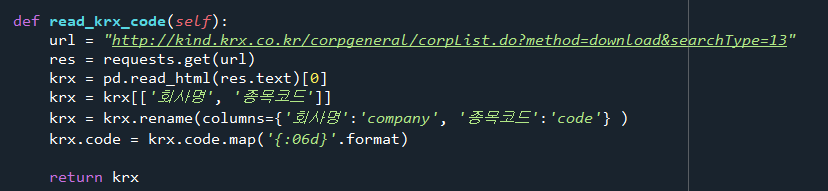 def read_krx_code(self):
    url = "http://kind.krx.co.kr/corpgeneral/corpList.do?method=download&searchType=13"
    res = requests.get(url)
    krx = pd.read_html(res.text)[0]
    krx = krx[['회사명', '종목코드']]
    krx = krx.rename(columns={'회사명':'company', '종목코드':'code'} )
    krx.code = krx.code.map('{:06d}'.format)
    return krx